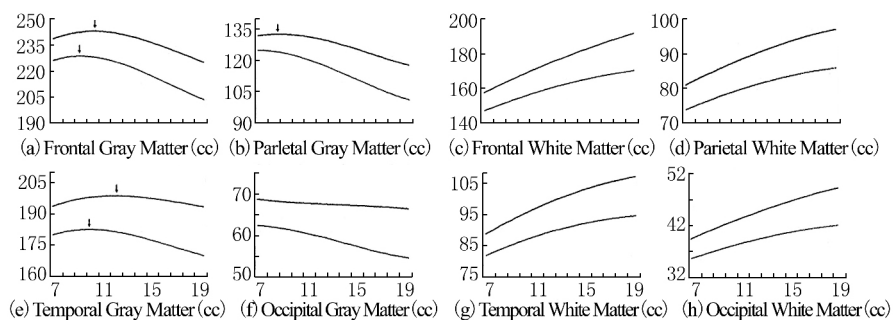 250 235 220 205 190
135 120 105 90
200 180 160 140
100 90 80 70
(a) Frontal Gray Matter (cc) (b) Parletal Gray Matter (cc) (c) Frontal White Matter (cc) (d) Parietal White Matter (cc)
205 193 175 160
70 60 50
105 95 85 75
52 42 32
7 11 15 19 7 11 15 19 7 11 15 19 7 11 15 19
(e) Temporal Gray Matter (cc) (f) Occipital Gray Matter (cc) (g) Temporal White Matter (cc) (h) Occipital White Matter (cc)